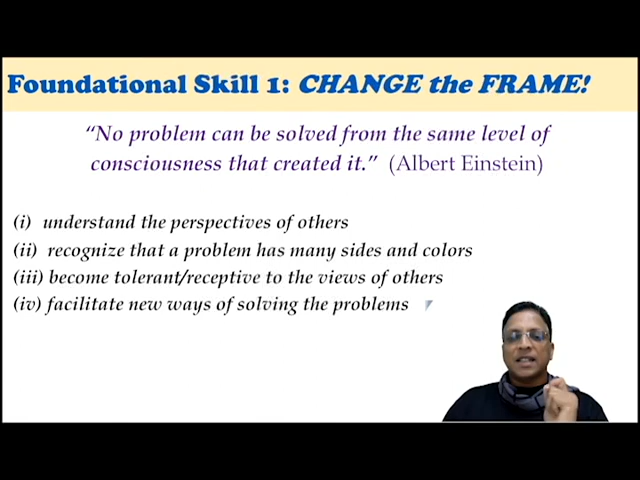 Foundational Skill 1: CHANGE the FRAME!
“No problem can be solved from the same level of
consciousness that created it.” (Albert Einstein)
(i) understand the perspectives of others
(ii) recognize that a problem has many sides and colors
(iii) become tolerant/receptive to the views of others
(iv) facilitate new ways of solving the problems